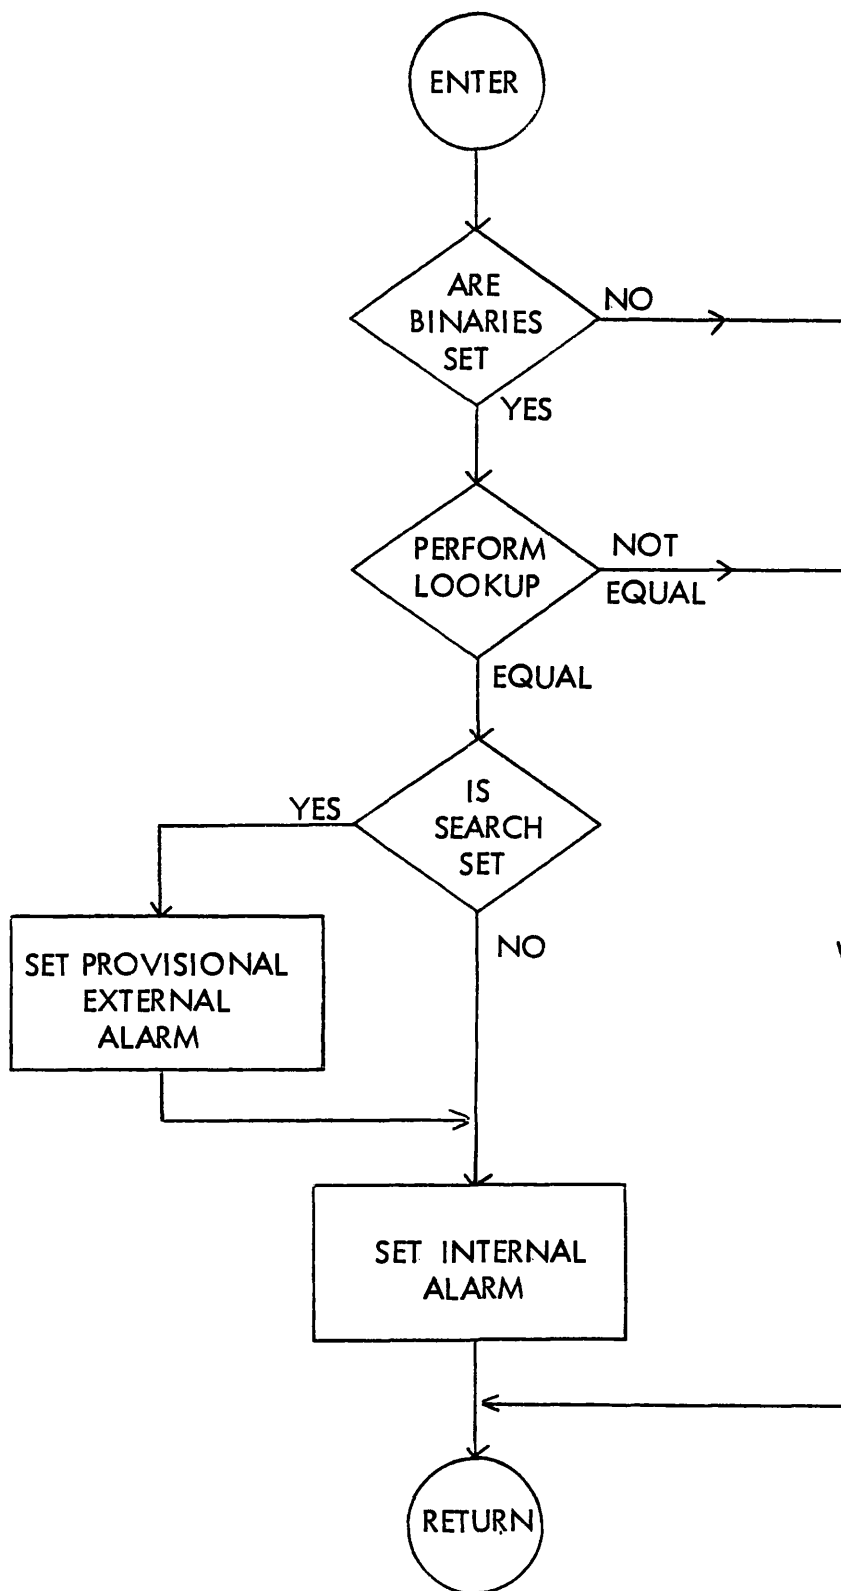 ENTER
ARE
BINARIES
SET
NO
YES
PERFORM
LOOKUP
NOT
EQUAL
EQUAL
IS
SEARCH
SET
YES
NO
SET PROVISIONAL
EXTERNAL
ALARM
SET INTERNAL
ALARM
RETURN